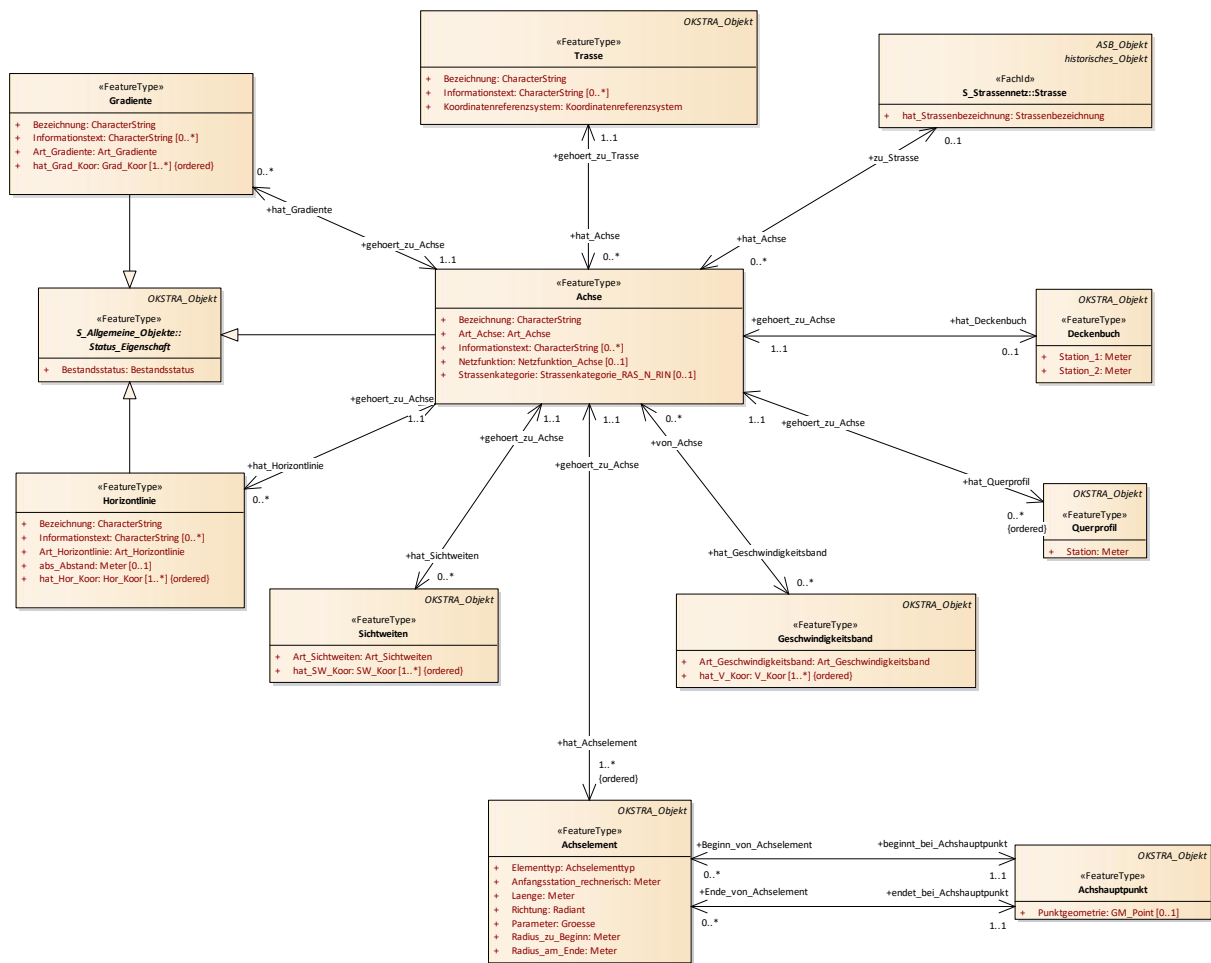 OKSTRA_Objekt
«FeatureType»
Trasse
+ Bezeichnung: CharacterString
+ Informationstext: CharacterString [0..*]
+ Koordinatenreferenzsystem: Koordinatenreferenzsystem
ASB_Objekt
historisches_Objekt
«FachId»
S_Strassennetz::Strasse
+ hat_Strassenbezeichnung: Strassenbezeichnung
«FeatureType»
Gradiente
+ Bezeichnung: CharacterString
+ Informationstext: CharacterString [0..*]
+ Art_Gradiente: Art_Gradiente
+ hat_Grad_Koor: Grad_Koor [1..*] {ordered}
1..1
+gehoert_zu_Trasse
0..1
+zu_Strasse
0..*
+hat_Gradiente
+gehoert_zu_Achse
1..1
+hat_Achse
0..*
+hat_Achse
0..*
OKSTRA_Objekt
«FeatureType»
S_Allgemeine_Objekte::
Status_Eigenschaft
+ Bestandsstatus: Bestandsstatus
«FeatureType»
Achse
+ Bezeichnung: CharacterString
+ Art_Achse: Art_Achse
+ Informationstext: CharacterString [0..*]
+ Netzfunktion: Netzfunktion_Achse [0..1]
+ Strassenkategorie: Strassenkategorie_RAS_N_RIN [0..1]
+gehoert_zu_Achse
1..1
+hat_Deckenbuch
0..1
OKSTRA_Objekt
«FeatureType»
Deckenbuch
+ Station_1: Meter
+ Station_2: Meter
+gehoert_zu_Achse
1..1
+hat_Horizontlinie
0..*
1..1
+gehoert_zu_Achse
1..1
+gehoert_zu_Achse
0..*
+von_Achse
1..1
+gehoert_zu_Achse
+hat_Querprofil
0..*
{ordered}
OKSTRA_Objekt
«FeatureType»
Querprofil
+ Station: Meter
«FeatureType»
Horizontlinie
+ Bezeichnung: CharacterString
+ Informationstext: CharacterString [0..*]
+ Art_Horizontlinie: Art_Horizontlinie
+ abs_Abstand: Meter [0..1]
+ hat_Hor_Koor: Hor_Koor [1..*] {ordered}
+hat_Sichtweiten
0..*
+hat_Geschwindigkeitsband
0..*
OKSTRA_Objekt
«FeatureType»
Sichtweiten
+ Art_Sichtweiten: Art_Sichtweiten
+ hat_SW_Koor: SW_Koor [1..*] {ordered}
OKSTRA_Objekt
«FeatureType»
Geschwindigkeitsband
+ Art_Geschwindigkeitsband: Art_Geschwindigkeitsband
+ hat_V_Koor: V_Koor [1..*] {ordered}
+hat_Achselement
1..*
{ordered}
OKSTRA_Objekt
«FeatureType»
Achselement
+ Elementtyp: Achselementtyp
+ Anfangsstation_rechnerisch: Meter
+ Laenge: Meter
+ Richtung: Radiant
+ Parameter: Groesse
+ Radius_zu_Beginn: Meter
+ Radius_am_Ende: Meter
+Beginn_von_Achselement
0..*
+beginnt_bei_Achshauptpunkt
1..1
+Ende_von_Achselement
0..*
+endet_bei_Achshauptpunkt
1..1
OKSTRA_Objekt
«FeatureType»
Achshauptpunkt
+ Punktgeometrie: GM_Point [0..1]